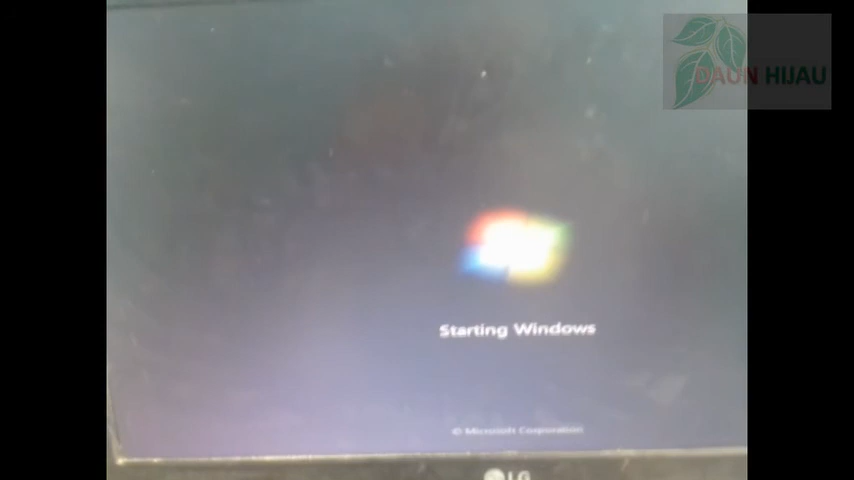 DAUN HIJAU
Starting Windows
© Microsoft Corporation
LG